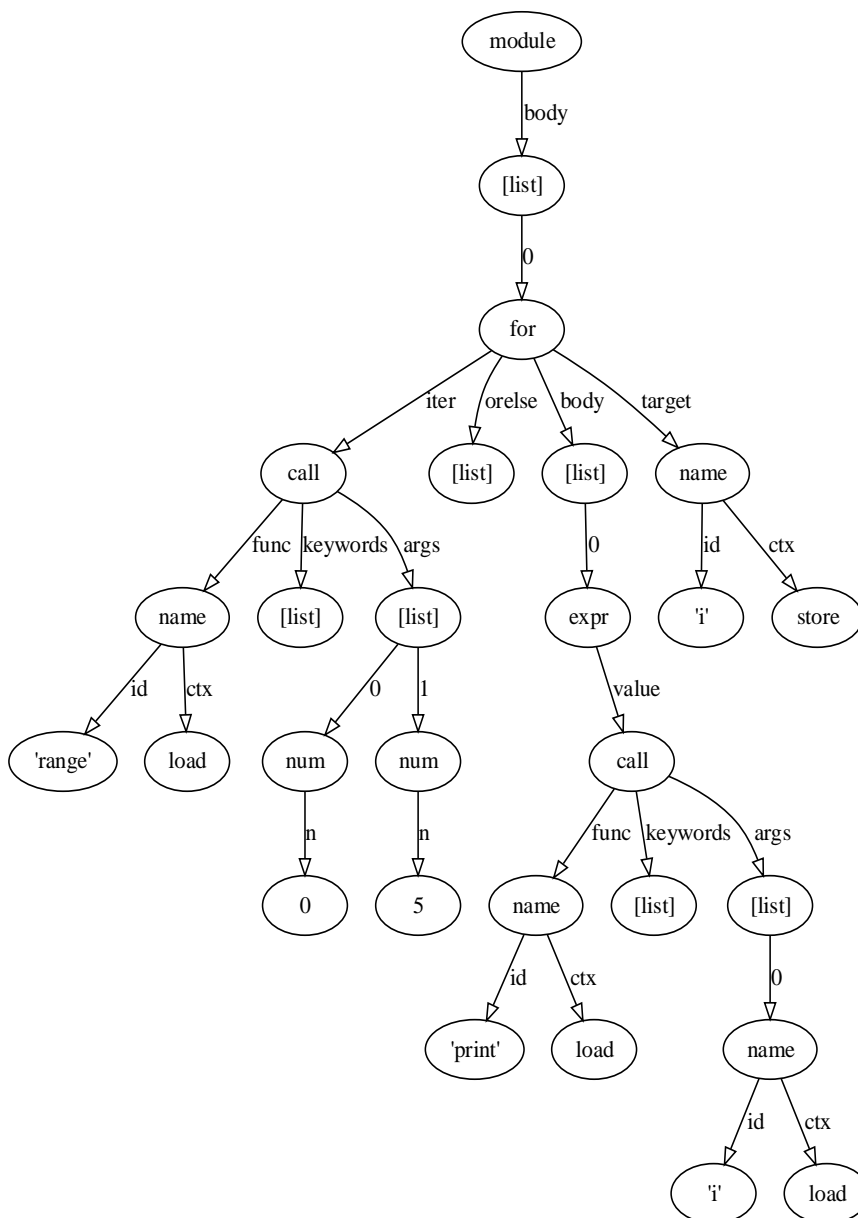 module
body
[list]
0
for
iter orelse body target
call [list] [list] name
func keywords args 0 id ctx
name [list] [list] expr 'i' store
id ctx 0 1 value
'range' load num num call
n n func keywords args
0 5 name [list] [list]
id ctx 0
'print' load name
id ctx
'i' load